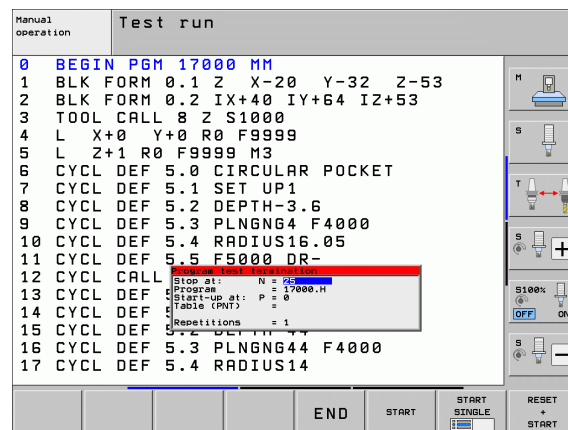 Manual
operation
Test run
0 BEGIN PGM 17000 MM
1 BLK FORM 0.1 Z X-20 Y-32 Z-53
2 BLK FORM 0.2 IX+40 IY+64 IZ+53
3 TOOL CALL 8 Z S1000
4 L X+0 Y+0 R0 F9999
5 L Z+1 R0 F9999 M3
6 CYCL DEF 5.0 CIRCULAR POCKET
7 CYCL DEF 5.1 SET UP1
8 CYCL DEF 5.2 DEPTH-3.6
9 CYCL DEF 5.3 PLNGNG4 F4000
10 CYCL DEF 5.4 RADIUS16.05
11 CYCL DEF 5.5 F5000 DR-
12 CYCL CALL
13 CYCL DEF
14 CYCL DEF
15 CYCL DEF 5.2 DEPTH-44
16 CYCL DEF 5.3 PLNGNG4 F4000
17 CYCL DEF 5.4 RADIUS14
Program test termination
Stop at: N = 25
Program = 17000.H
Start-up at: P = 0
Table (PNT) =
Repetitions = 1
M
S
T
S
+
S100%
OFF ON
S
-
END
START
START
SINGLE
RESET
+
START